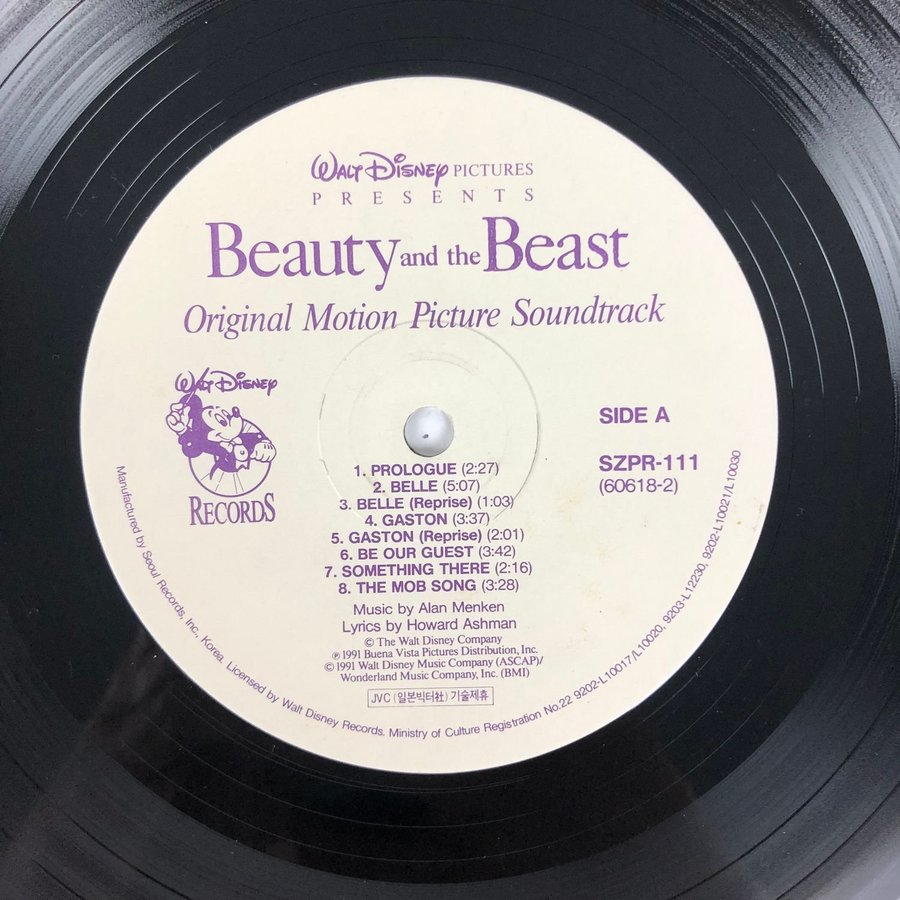 WALT DISNEY PICTURES
PRESENTS
Beauty and the Beast
Original Motion Picture Soundtrack
WALT DISNEY
RECORDS
SIDE A
SZPR-111
(60618-2)
1. PROLOGUE (2:27)
2. BELLE (5:07)
3. BELLE (Reprise) (1:03)
4. GASTON (3:37)
5. GASTON (Reprise) (2:01)
6. BE OUR GUEST (3:42)
7. SOMETHING THERE (2:16)
8. THE MOB SONG (3:28)
Music by Alan Menken
Lyrics by Howard Ashman
© The Walt Disney Company
℗ 1991 Buena Vista Pictures Distribution, Inc.
© 1991 Walt Disney Music Company (ASCAP)/
Wonderland Music Company, Inc. (BMI)
JVC (일본빅터社) 기술제휴
Manufactured by Seoul Records, Inc., Korea. Licensed by Walt Disney Records. Ministry of Culture Registration No.22 9202-L10017/L10020, 9203-L12230, 9202-L10021/L10030